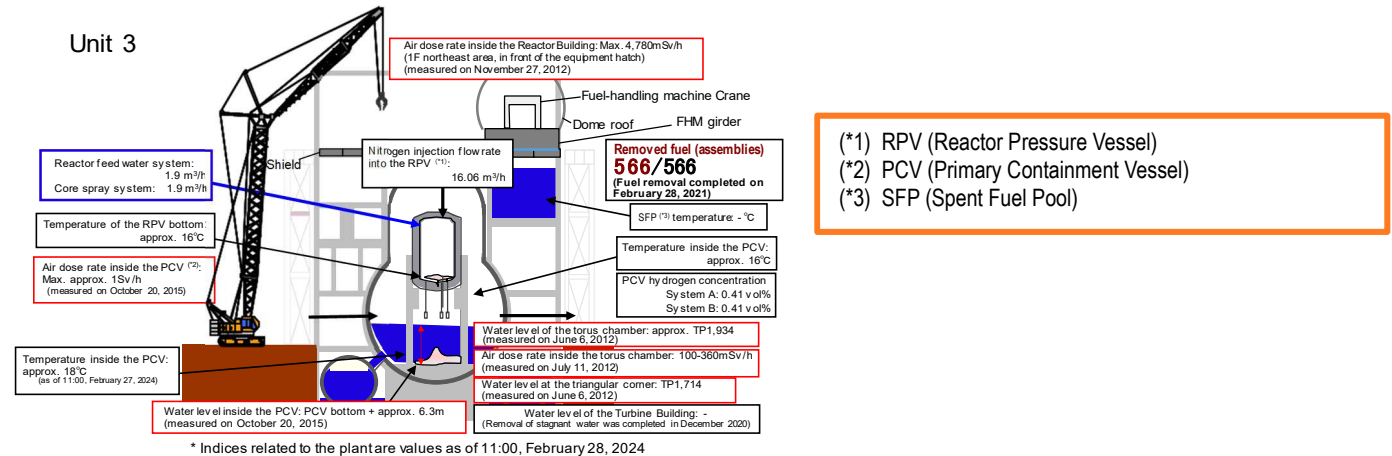 Unit 3
Air dose rate inside the Reactor Building: Max. 4,780mSv/h
(1F northeast area, in front of the equipment hatch)
(measured on November 27, 2012)
Fuel-handling machine Crane
Dome roof
FHM girder
Shield
Nitrogen injection flow rate
into the RPV (*1):
16.06 m³/h
Removed fuel (assemblies)
566/566
(Fuel removal completed on
February 28, 2021)
Reactor feed water system:
1.9 m³/h
Core spray system: 1.9 m³/h
SFP (*3) temperature: - °C
Temperature of the RPV bottom:
approx. 16°C
Temperature inside the PCV:
approx. 16°C
Air dose rate inside the PCV (*2):
Max. approx. 1Sv/h
(measured on October 20, 2015)
PCV hydrogen concentration
System A: 0.41 vol%
System B: 0.41 vol%
Water level of the torus chamber: approx. TP1,934
(measured on June 6, 2012)
Air dose rate inside the torus chamber: 100-360mSv/h
(measured on July 11, 2012)
Temperature inside the PCV:
approx. 18°C
(as of 11:00, February 27, 2024)
Water level at the triangular corner: TP1,714
(measured on June 6, 2012)
Water level inside the PCV: PCV bottom + approx. 6.3m
(measured on October 20, 2015)
Water level of the Turbine Building: -
(Removal of stagnant water was completed in December 2020)
* Indices related to the plant are values as of 11:00, February 28, 2024
(*1) RPV (Reactor Pressure Vessel)
(*2) PCV (Primary Containment Vessel)
(*3) SFP (Spent Fuel Pool)